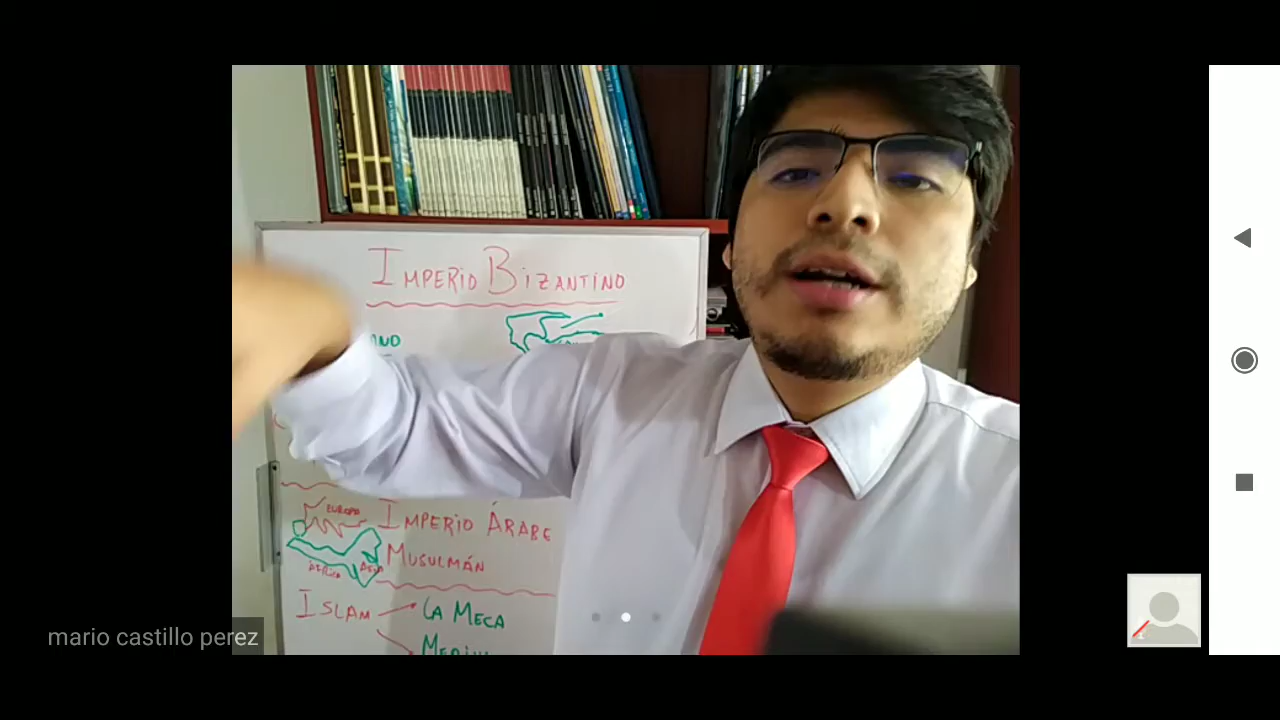 IMPERIO BIZANTINO
EUROPA
IMPERIO ÁRABE
MUSULMÁN
ÁFRICA
ASIA
ISLAM
LA MECA
mario castillo perez